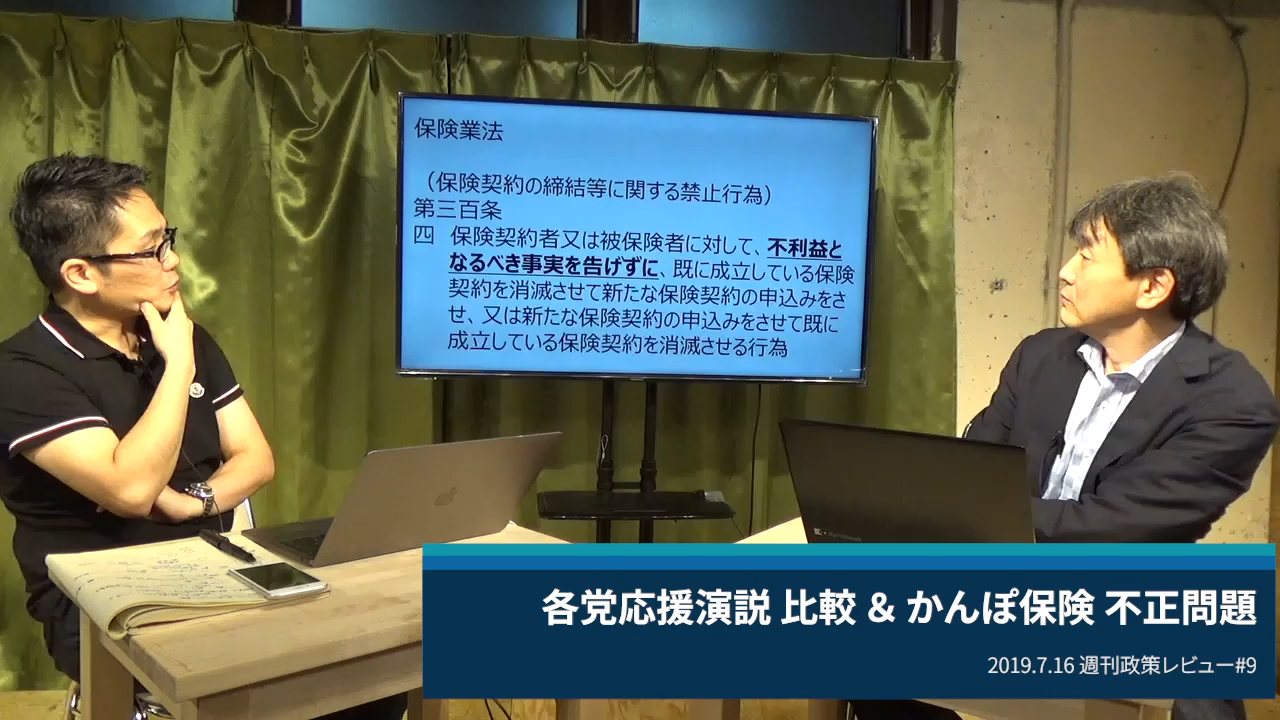 保険業法
（保険契約の締結等に関する禁止行為）
第三百条
四 保険契約者又は被保険者に対して、不利益と
なるべき事実を告げずに、既に成立している保険
契約を消滅させて新たな保険契約の申込みをさ
せ、又は新たな保険契約の申込みをさせて既に
成立している保険契約を消滅させる行為
各党応援演説 比較 & かんぽ保険 不正問題
2019.7.16 週刊政策レビュー#9